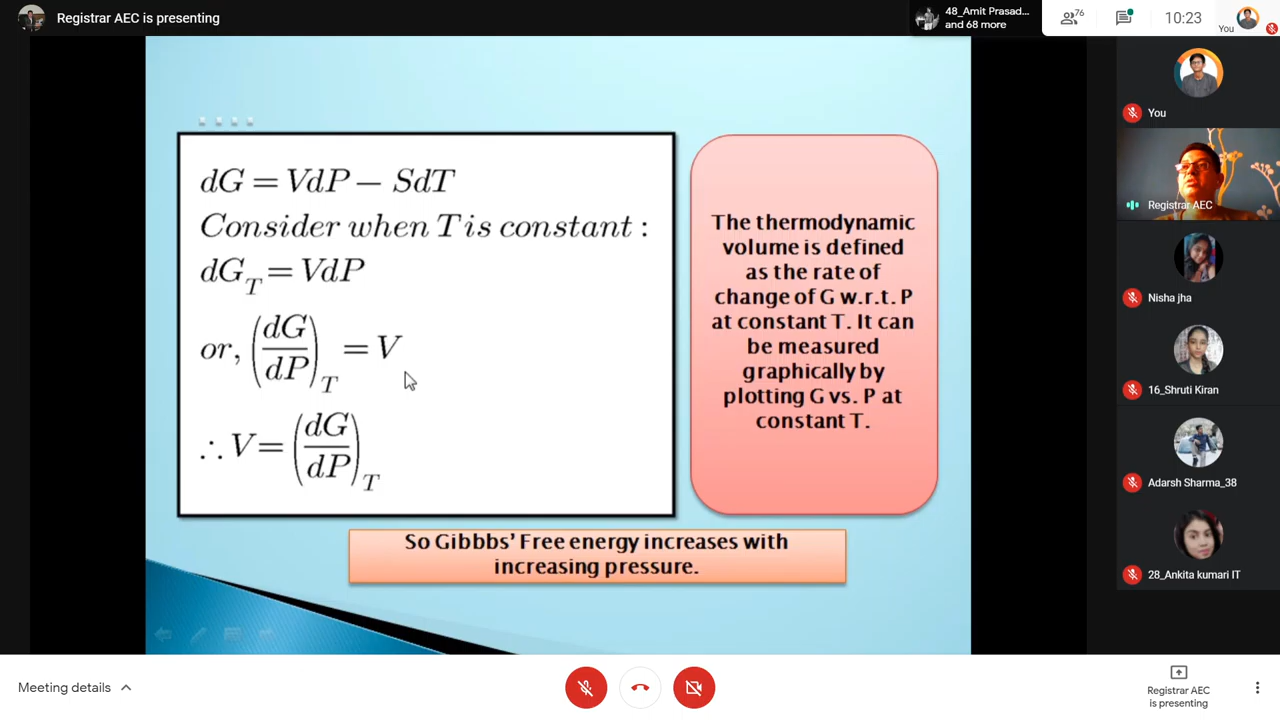 Registrar AEC is presenting
48_Amit Prasad...
and 68 more
76
10:23
You
dG = VdP − SdT
Consider when T is constant :
dG_T = VdP
or, (dG/dP)_T = V
∴ V = (dG/dP)_T
The thermodynamic
volume is defined
as the rate of
change of G w.r.t. P
at constant T. It can
be measured
graphically by
plotting G vs. P at
constant T.
So Gibbbs’ Free energy increases with
increasing pressure.
You
Registrar AEC
Nisha jha
16_Shruti Kiran
Adarsh Sharma_38
28_Ankita kumari IT
Meeting details
Registrar AEC
is presenting